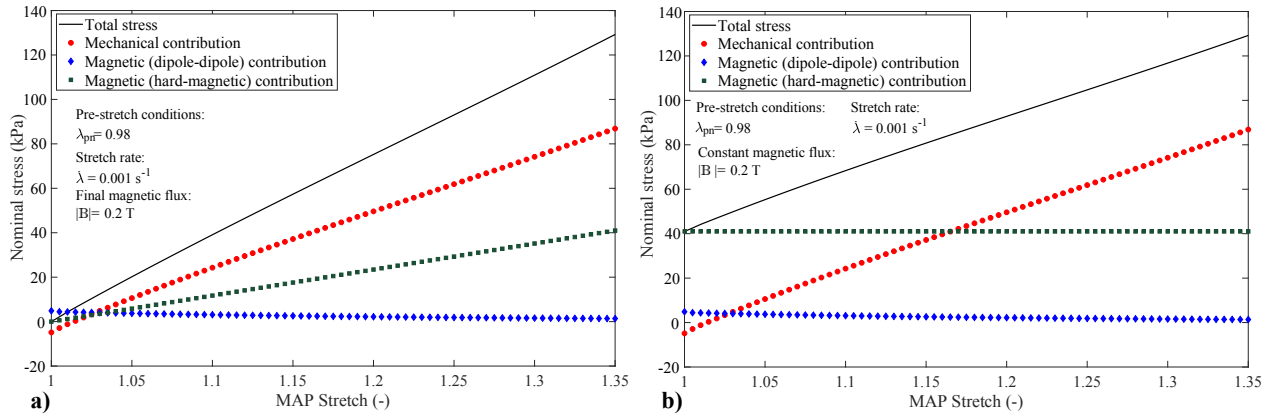 140
120
100
80
60
40
20
0
-20
Nominal stress (kPa)
Total stress
Mechanical contribution
Magnetic (dipole-dipole) contribution
Magnetic (hard-magnetic) contribution
Pre-stretch conditions:
λpn= 0.98
Stretch rate:
λ̇ = 0.001 s⁻¹
Final magnetic flux:
|B|= 0.2 T
1 1.05 1.1 1.15 1.2 1.25 1.3 1.35
MAP Stretch (-)
a)
140
120
100
80
60
40
20
0
-20
Nominal stress (kPa)
Total stress
Mechanical contribution
Magnetic (dipole-dipole) contribution
Magnetic (hard-magnetic) contribution
Pre-stretch conditions:
λpn= 0.98
Stretch rate:
λ̇ = 0.001 s⁻¹
Constant magnetic flux:
|B |= 0.2 T
1 1.05 1.1 1.15 1.2 1.25 1.3 1.35
MAP Stretch (-)
b)